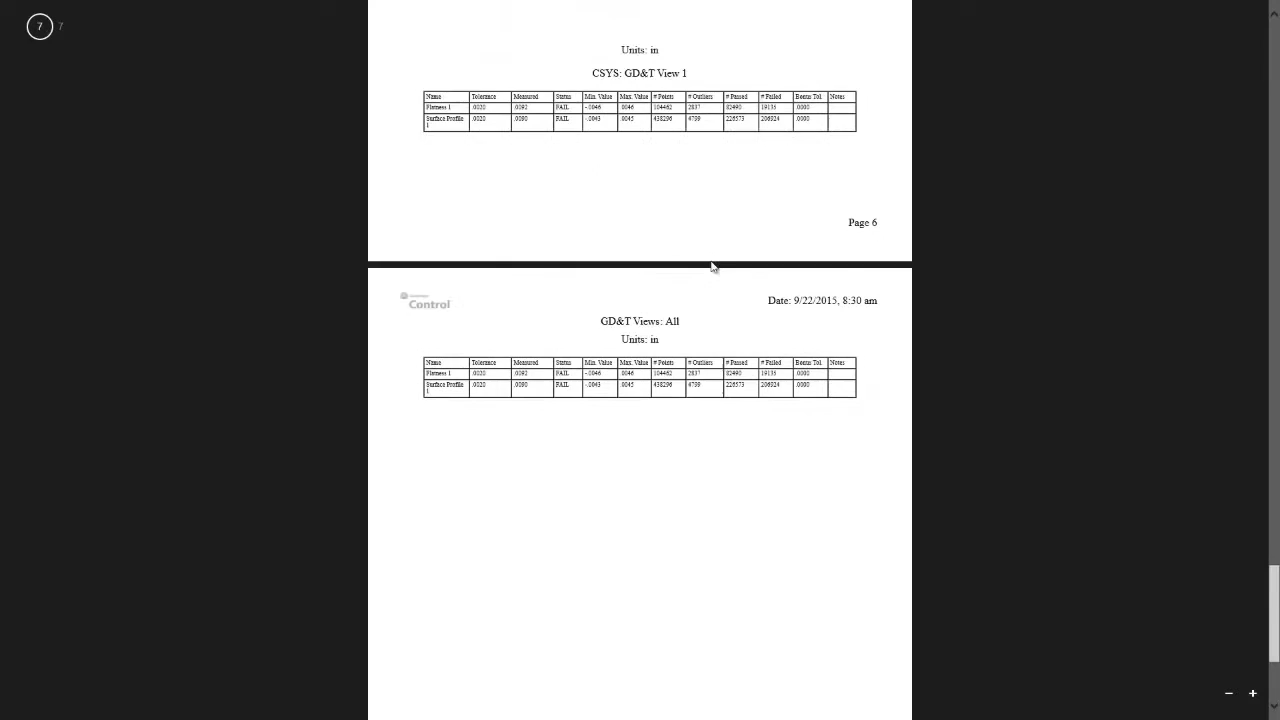 7 7
Units: in
CSYS: GD&T View 1
Name Tolerance Measured Status Min. Value Max. Value # Points # Outliers # Passed # Failed Bonus Tol. Notes
Flatness 1 .0020 .0092 FAIL -.0046 .0046 104462 2837 82490 19135 .0000
Surface Profile .0020 .0090 FAIL -.0043 .0045 438296 4799 226573 206924 .0000
1
Page 6
Control Date: 9/22/2015, 8:30 am
GD&T Views: All
Units: in
Name Tolerance Measured Status Min. Value Max. Value # Points # Outliers # Passed # Failed Bonus Tol. Notes
Flatness 1 .0020 .0092 FAIL -.0046 .0046 104462 2837 82490 19135 .0000
Surface Profile .0020 .0090 FAIL -.0043 .0045 438296 4799 226573 206924 .0000
1